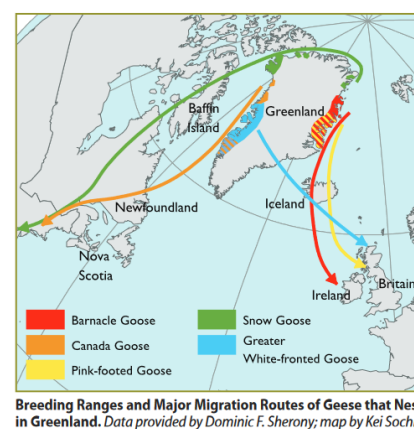 Baffin
Island
Greenland
Newfoundland
Iceland
Nova
Scotia
Ireland
Britain
Barnacle Goose
Canada Goose
Pink-footed Goose
Snow Goose
Greater
White-fronted Goose
Breeding Ranges and Major Migration Routes of Geese that Nes
in Greenland. Data provided by Dominic F. Sherony; map by Kei Soch